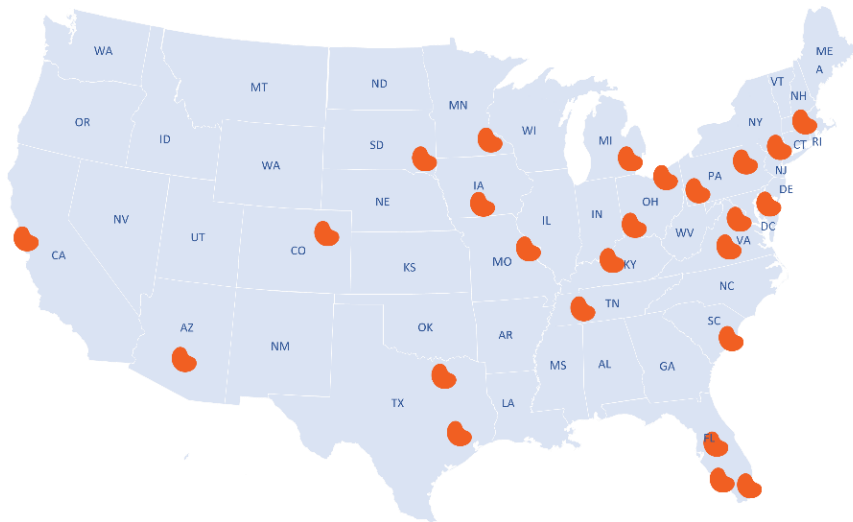 WA
MT
ND
MN
OR
ID
WA
SD
WI
MI
NY
VT
NH
ME
A
CT
RI
NV
UT
CO
NE
IA
IL
IN
OH
PA
NJ
DE
DC
CA
KS
MO
KY
WV
VA
AZ
NM
OK
AR
TN
NC
SC
TX
LA
MS
AL
GA
FL